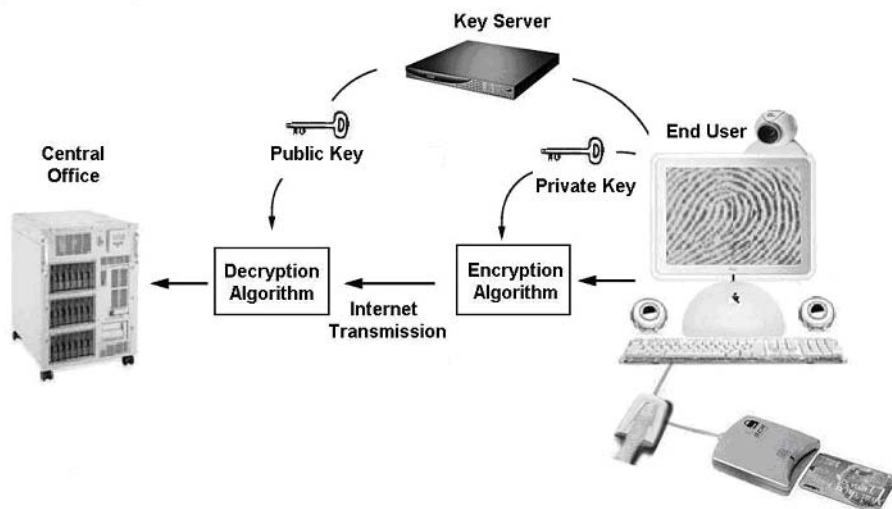 Key Server
End User
Public Key
Private Key
Central
Office
Decryption
Algorithm
Encryption
Algorithm
Internet
Transmission